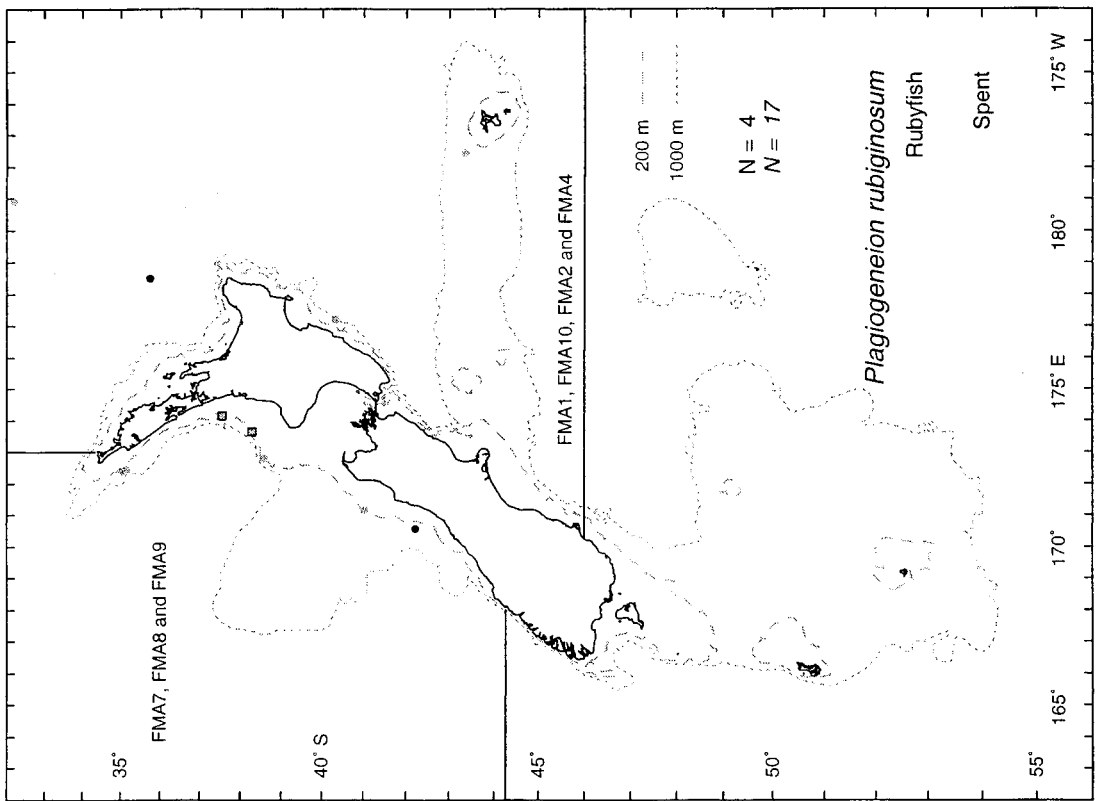 FMA7, FMA8 and FMA9
FMA1, FMA10, FMA2 and FMA4
35°
40° S
45°
50°
55°
165°
170°
175° E
180°
175° W
200 m
1000 m
N = 4
N = 17
Plagiogeneion rubiginosum
Rubyfish
Spent